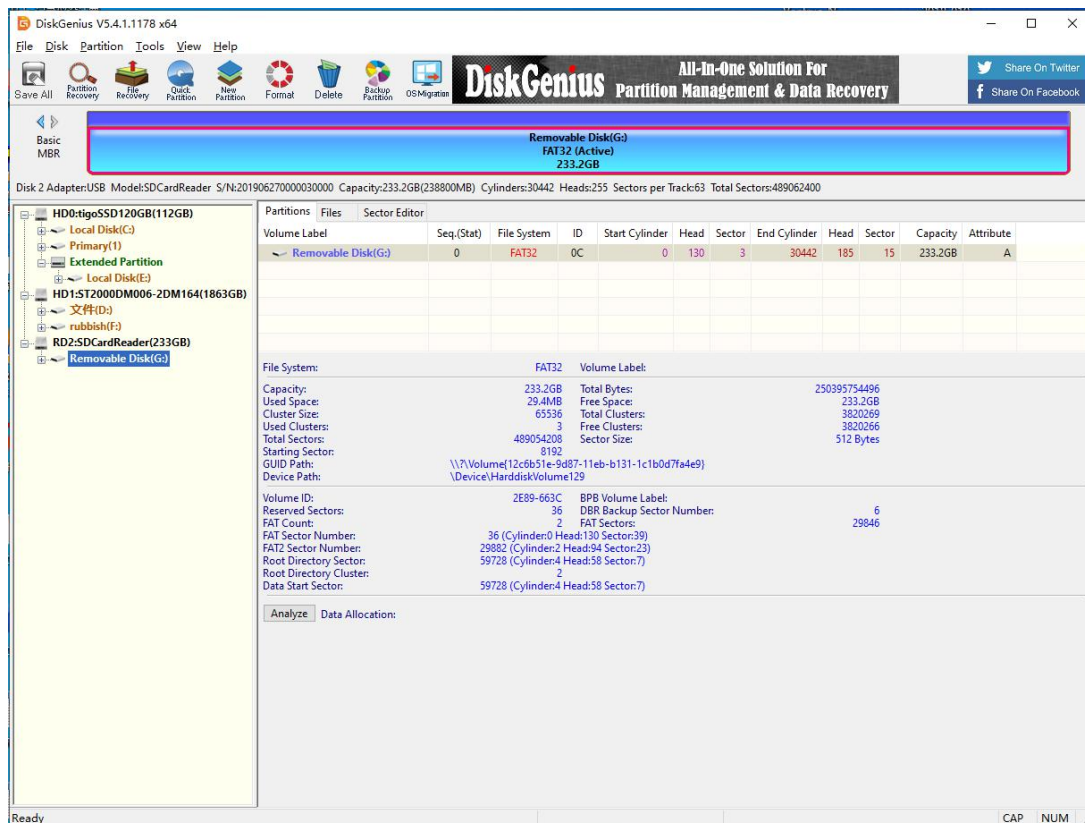 DiskGenius V5.4.1.1178 x64
File Disk Partition Tools View Help
Save All Partition Recovery File Recovery Quick Partition New Partition Format Delete Backup Partition OS Migration
DiskGenius All-In-One Solution For
Partition Management & Data Recovery
Share On Twitter
Share On Facebook
Basic
MBR
Removable Disk(G:)
FAT32 (Active)
233.2GB
Disk 2 Adapter:USB Model:SDCardReader S/N:201906270000030000 Capacity:233.2GB(238800MB) Cylinders:30442 Heads:255 Sectors per Track:63 Total Sectors:489062400
HD0:tigoSSD120GB(112GB)
Local Disk(C:)
Primary(1)
Extended Partition
Local Disk(E:)
HD1:ST2000DM006-2DM164(1863GB)
文件(D:)
rubbish(F:)
RD2:SDCardReader(233GB)
Removable Disk(G:)
Partitions Files Sector Editor
Volume Label Seq.(Stat) File System ID Start Cylinder Head Sector End Cylinder Head Sector Capacity Attribute
Removable Disk(G:) 0 FAT32 0C 0 130 3 30442 185 15 233.2GB A
File System: FAT32 Volume Label:
Capacity: 233.2GB Total Bytes: 250395754496
Used Space: 29.4MB Free Space: 233.2GB
Cluster Size: 65536 Total Clusters: 3820269
Used Clusters: 3 Free Clusters: 3820266
Total Sectors: 489054208 Sector Size: 512 Bytes
Starting Sector: 8192
GUID Path: \\?\Volume{12c6b51e-9d87-11eb-b131-1c1b0d7fa4e9}
Device Path: \Device\HarddiskVolume129
Volume ID: 2E89-663C BPB Volume Label:
Reserved Sectors: 36 DBR Backup Sector Number: 6
FAT Count: 2 FAT Sectors: 29846
FAT Sector Number: 36 (Cylinder:0 Head:130 Sector:39)
FAT2 Sector Number: 29882 (Cylinder:2 Head:94 Sector:23)
Root Directory Sector: 59728 (Cylinder:4 Head:58 Sector:7)
Root Directory Cluster: 2
Data Start Sector: 59728 (Cylinder:4 Head:58 Sector:7)
Analyze Data Allocation:
Ready CAP NUM